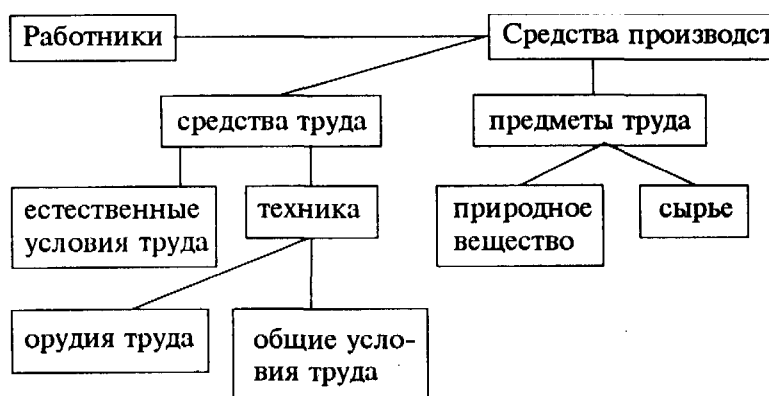 Работники
Средства производст
средства труда
предметы труда
естественные
условия труда
техника
природное
вещество
сырье
орудия труда
общие усло-
вия труда